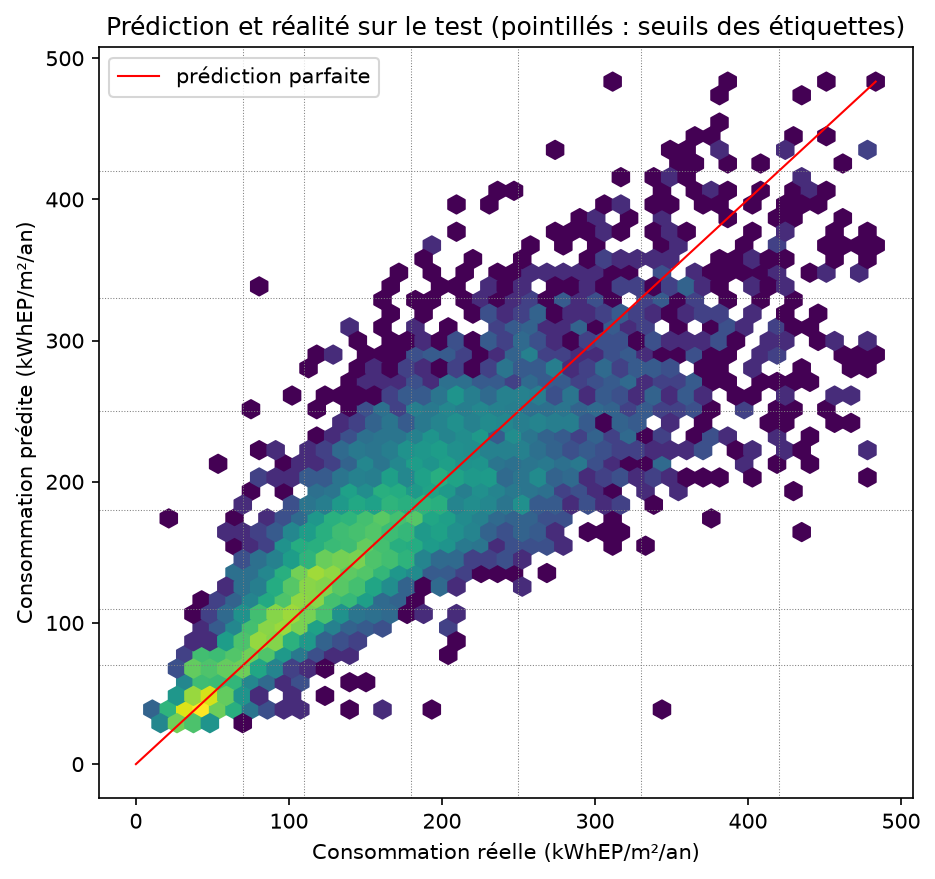 Prédiction et réalité sur le test (pointillés : seuils des étiquettes)
prédiction parfaite
500
400
300
200
100
0
Consommation prédite (kWhEP/m²/an)
0 100 200 300 400 500
Consommation réelle (kWhEP/m²/an)